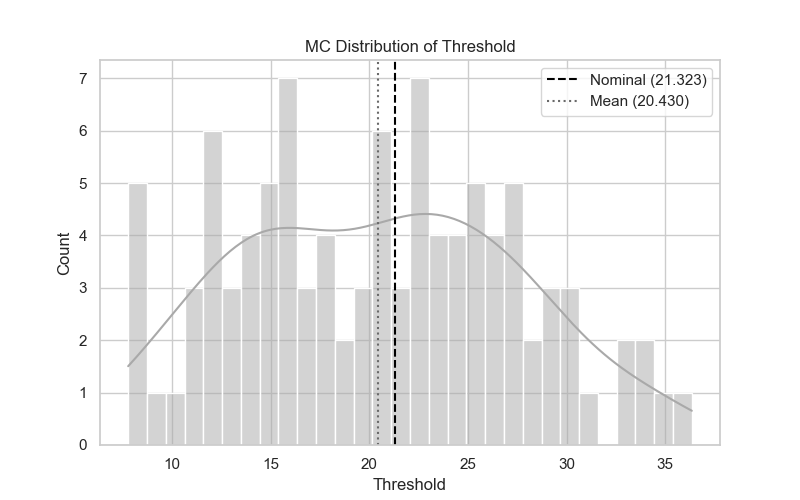 MC Distribution of Threshold
Nominal (21.323)
Mean (20.430)
Count
7
6
5
4
3
2
1
0
10 15 20 25 30 35
Threshold